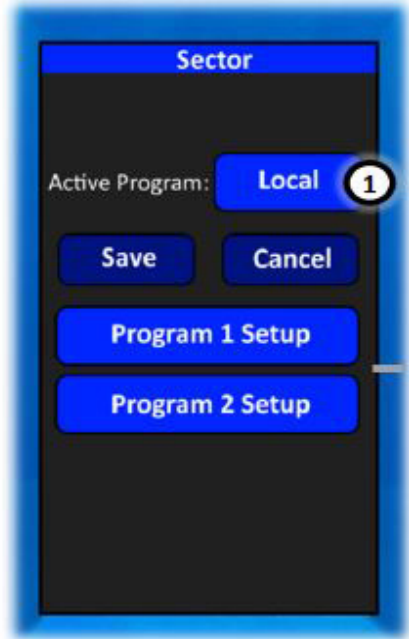 Sector
Active Program: Local 1
Save Cancel
Program 1 Setup
Program 2 Setup